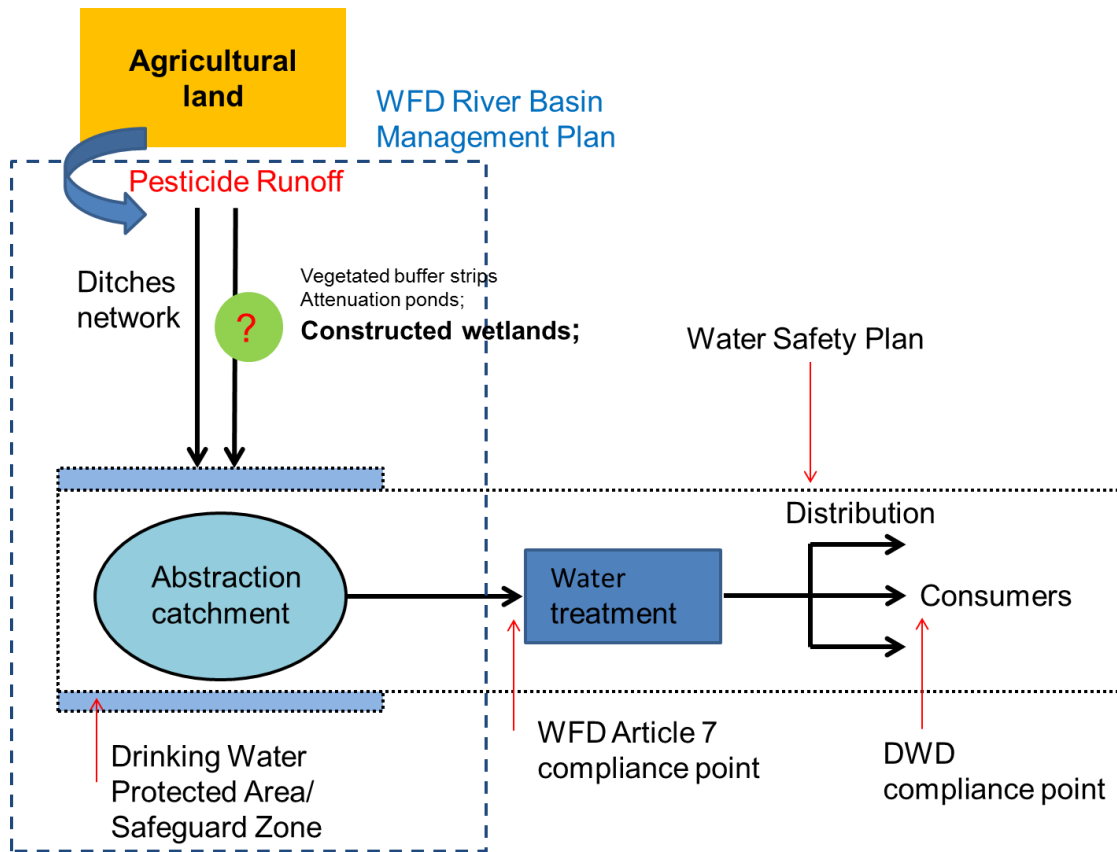 Agricultural
land
WFD River Basin
Management Plan
Pesticide Runoff
Ditches
network
?
Vegetated buffer strips
Attenuation ponds;
Constructed wetlands;
Water Safety Plan
Distribution
Abstraction
catchment
Water
treatment
Consumers
Drinking Water
Protected Area/
Safeguard Zone
WFD Article 7
compliance point
DWD
compliance point